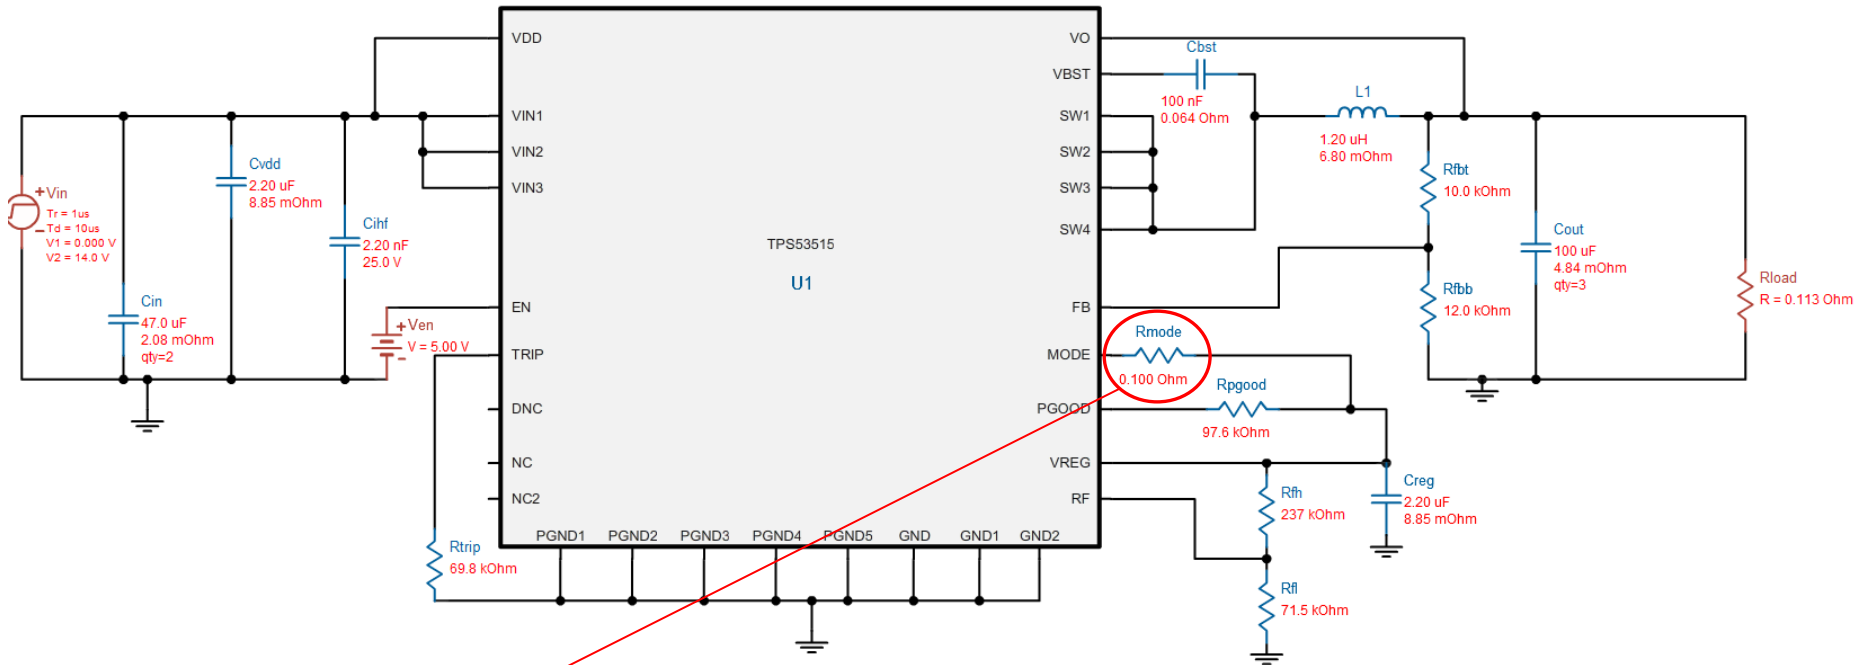 VDD
VIN1
VIN2
VIN3
EN
TRIP
DNC
NC
NC2
PGND1
PGND2
PGND3
PGND4
PGND5
GND
GND1
GND2
VO
VBST
SW1
SW2
SW3
SW4
FB
MODE
PGOOD
VREG
RF
TPS53515
U1
Vin
Tr = 1us
Td = 10us
V1 = 0.000 V
V2 = 14.0 V
Cin
47.0 uF
2.08 mOhm
qty=2
Cvdd
2.20 uF
8.85 mOhm
Cihf
2.20 nF
25.0 V
Ven
V = 5.00 V
Rtrip
69.8 kOhm
Cbst
100 nF
0.064 Ohm
L1
1.20 uH
6.80 mOhm
Rfbt
10.0 kOhm
Rfbb
12.0 kOhm
Cout
100 uF
4.84 mOhm
qty=3
Rload
R = 0.113 Ohm
Rmode
0.100 Ohm
Rpgood
97.6 kOhm
Creg
2.20 uF
8.85 mOhm
Rfh
237 kOhm
Rfl
71.5 kOhm